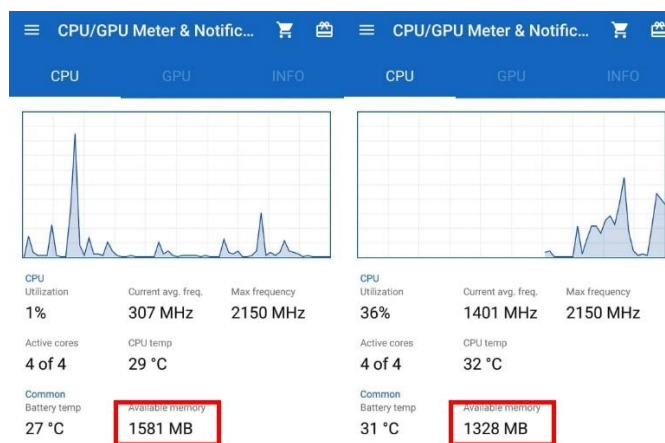 CPU/GPU Meter & Notific...
CPU GPU INFO
CPU
Utilization Current avg. freq. Max frequency
1% 307 MHz 2150 MHz
Active cores CPU temp
4 of 4 29 °C
Common
Battery temp Available memory
27 °C 1581 MB
CPU/GPU Meter & Notific...
CPU GPU INFO
CPU
Utilization Current avg. freq. Max frequency
36% 1401 MHz 2150 MHz
Active cores CPU temp
4 of 4 32 °C
Common
Battery temp Available memory
31 °C 1328 MB